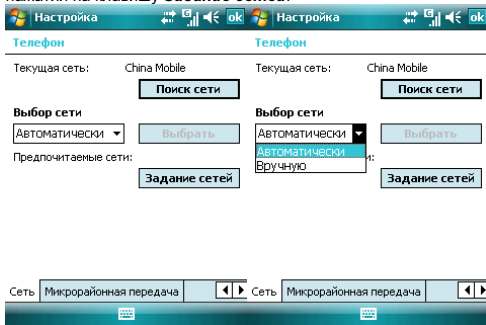 Настройка
ok
Телефон
Текущая сеть: China Mobile
Поиск сети
Выбор сети
Автоматически
Выбрать
Предпочитаемые сети:
Задание сетей
Сеть
Микрорайонная передача
Настройка
ok
Телефон
Текущая сеть: China Mobile
Поиск сети
Выбор сети
Автоматически
Выбрать
Автоматически
Вручную
и:
Задание сетей
Сеть
Микрорайонная передача